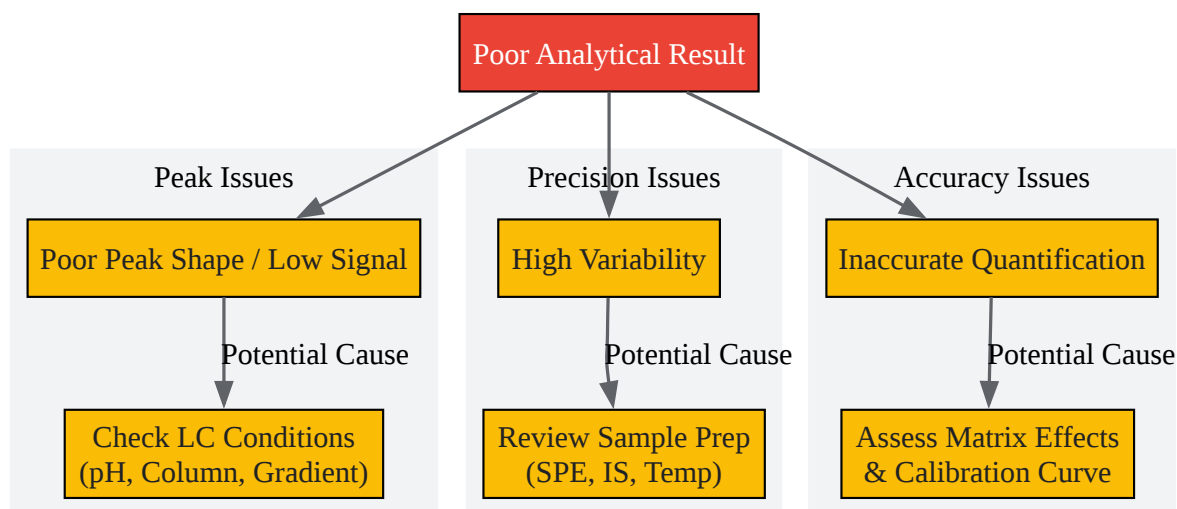 Poor Analytical Result
Peak Issues
Precision Issues
Accuracy Issues
Poor Peak Shape / Low Signal
High Variability
Inaccurate Quantification
Potential Cause
Potential Cause
Potential Cause
Check LC Conditions
(pH, Column, Gradient)
Review Sample Prep
(SPE, IS, Temp)
Assess Matrix Effects
& Calibration Curve